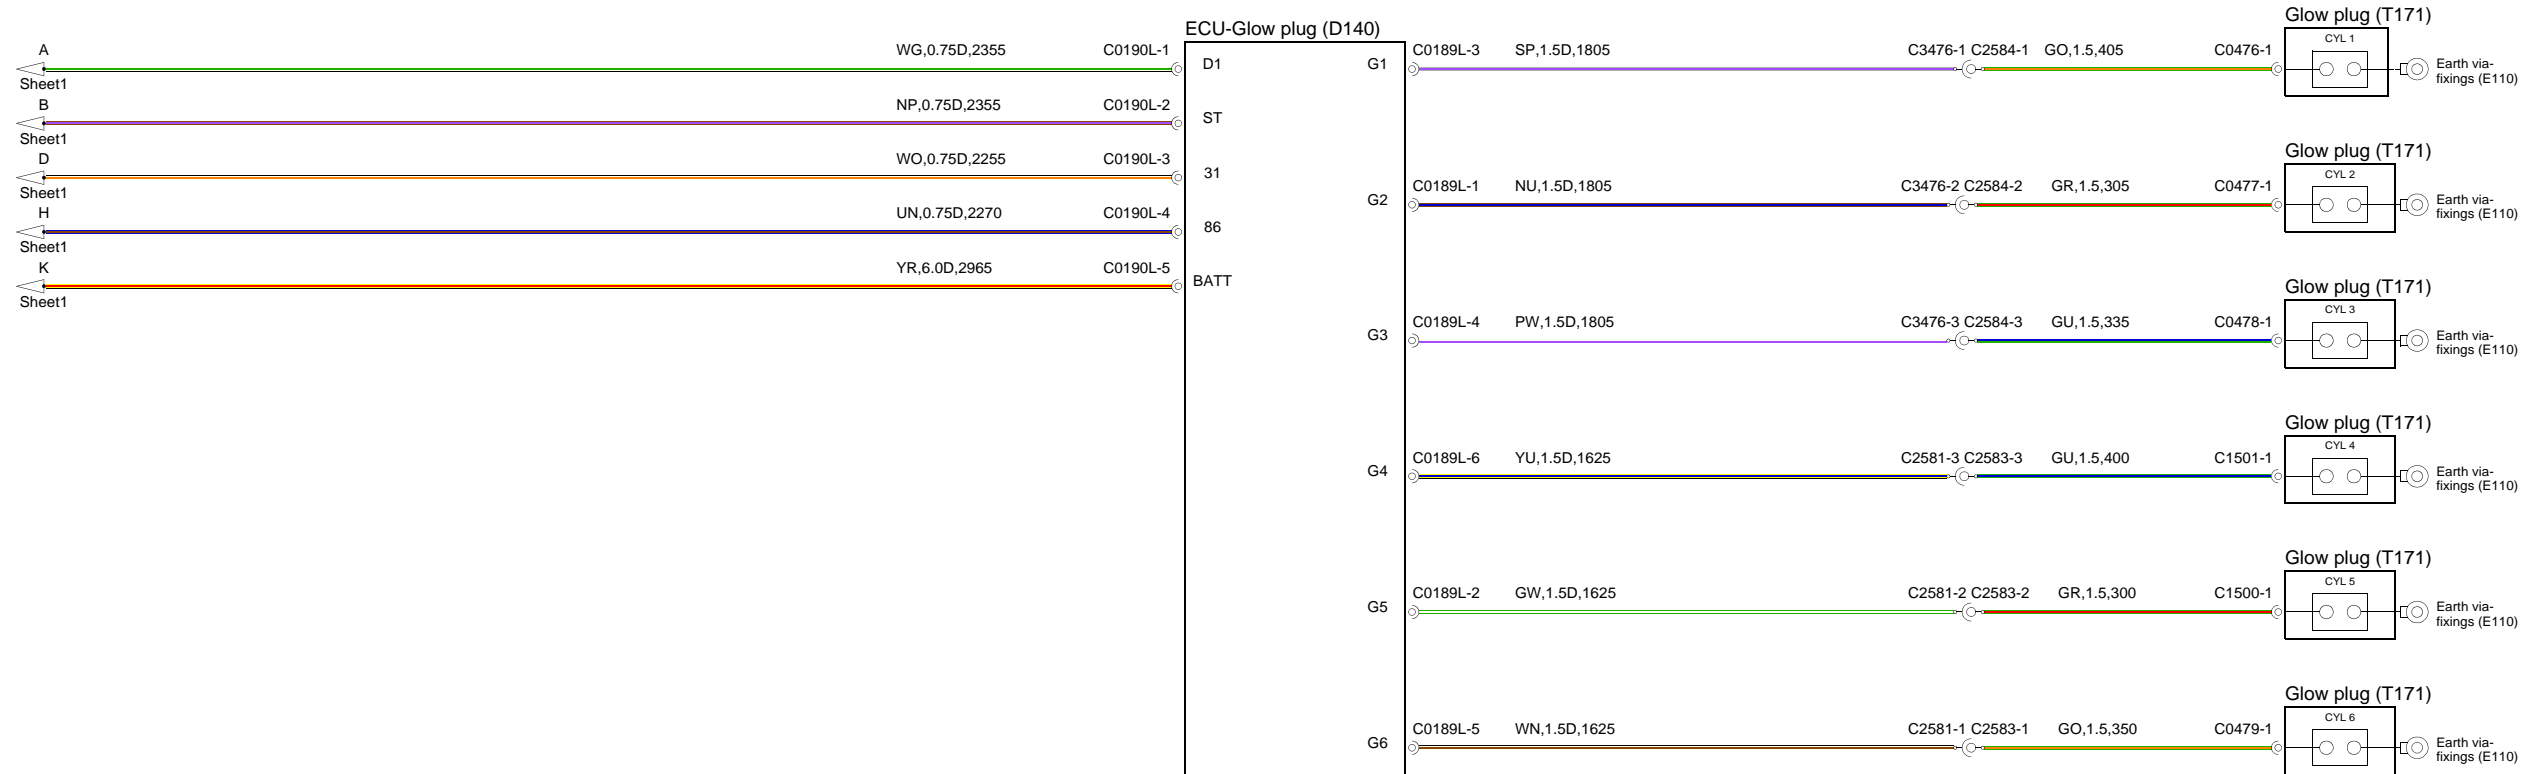 ECU-Glow plug (D140)
A
WG,0.75D,2355
C0190L-1
D1
Sheet1
B
NP,0.75D,2355
C0190L-2
ST
Sheet1
D
WO,0.75D,2255
C0190L-3
31
Sheet1
H
UN,0.75D,2270
C0190L-4
86
Sheet1
K
YR,6.0D,2965
C0190L-5
BATT
Sheet1
Glow plug (T171)
CYL 1
G1
C0189L-3
SP,1.5D,1805
C3476-1 C2584-1
GO,1.5,405
C0476-1
Earth via-
fixings (E110)
Glow plug (T171)
CYL 2
G2
C0189L-1
NU,1.5D,1805
C3476-2 C2584-2
GR,1.5,305
C0477-1
Earth via-
fixings (E110)
Glow plug (T171)
CYL 3
G3
C0189L-4
PW,1.5D,1805
C3476-3 C2584-3
GU,1.5,335
C0478-1
Earth via-
fixings (E110)
Glow plug (T171)
CYL 4
G4
C0189L-6
YU,1.5D,1625
C2581-3 C2583-3
GU,1.5,400
C1501-1
Earth via-
fixings (E110)
Glow plug (T171)
CYL 5
G5
C0189L-2
GW,1.5D,1625
C2581-2 C2583-2
GR,1.5,300
C1500-1
Earth via-
fixings (E110)
Glow plug (T171)
CYL 6
G6
C0189L-5
WN,1.5D,1625
C2581-1 C2583-1
GO,1.5,350
C0479-1
Earth via-
fixings (E110)